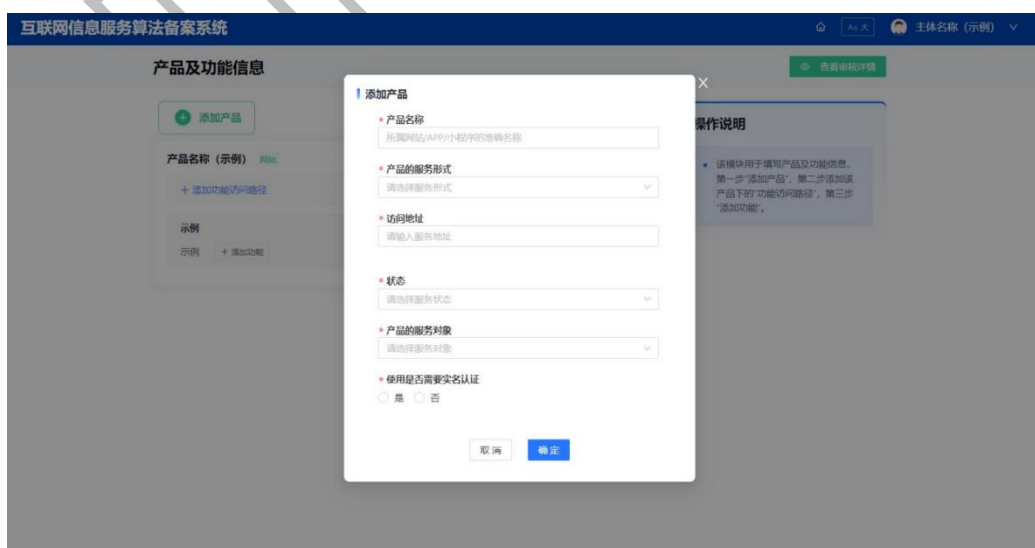 互联网信息服务算法备案系统
Aa 大
主体名称（示例）
产品及功能信息
查看审核详情
X
添加产品
添加产品
* 产品名称
所属网站/APP/小程序的准确名称
操作说明
产品名称（示例） 网站
该模块用于填写产品及功能信息，
第一步“添加产品”，第二步添加该
产品下的“功能访问路径”，第三步
“添加功能”。
* 产品的服务形式
请选择服务形式
+ 添加功能访问路径
* 访问地址
请输入服务地址
示例
示例 + 添加功能
* 状态
请选择服务状态
* 产品的服务对象
请选择服务对象
* 使用是否需要实名认证
是 否
取 消 确 定